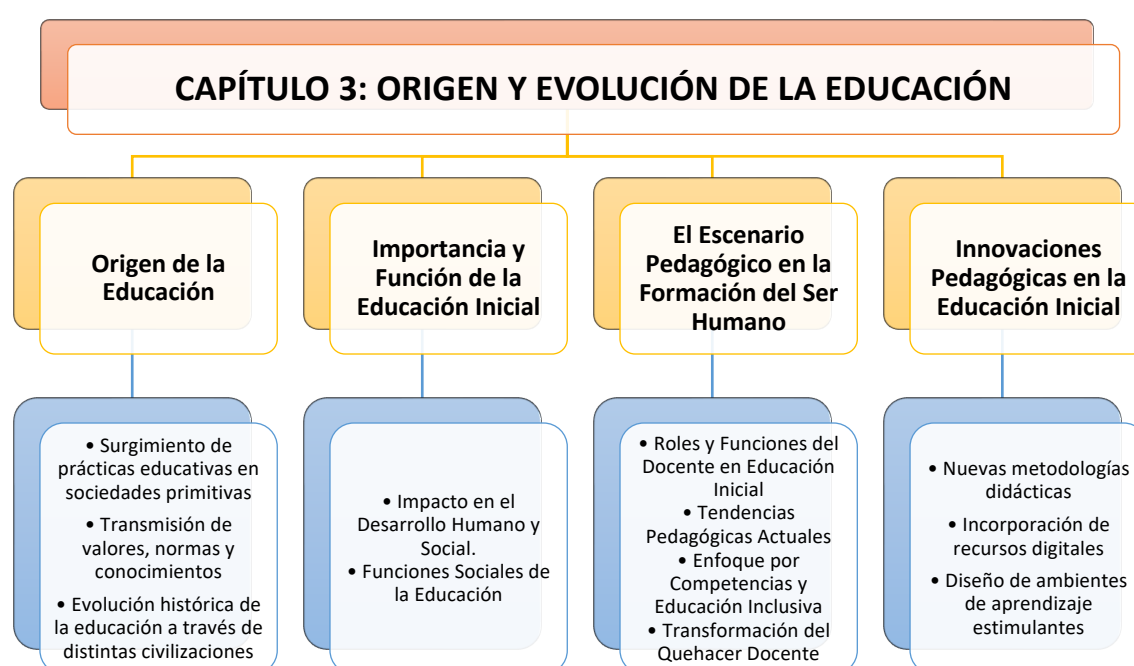 CAPÍTULO 3: ORIGEN Y EVOLUCIÓN DE LA EDUCACIÓN
Origen de la
Educación
Importancia y
Función de la
Educación Inicial
El Escenario
Pedagógico en la
Formación del Ser
Humano
Innovaciones
Pedagógicas en la
Educación Inicial
• Surgimiento de
prácticas educativas en
sociedades primitivas
• Transmisión de
valores, normas y
conocimientos
• Evolución histórica de
la educación a través de
distintas civilizaciones
• Impacto en el
Desarrollo Humano y
Social.
• Funciones Sociales de
la Educación
• Roles y Funciones del
Docente en Educación
Inicial
• Tendencias
Pedagógicas Actuales
• Enfoque por
Competencias y
Educación Inclusiva
• Transformación del
Quehacer Docente
• Nuevas metodologías
didácticas
• Incorporación de
recursos digitales
• Diseño de ambientes
de aprendizaje
estimulantes